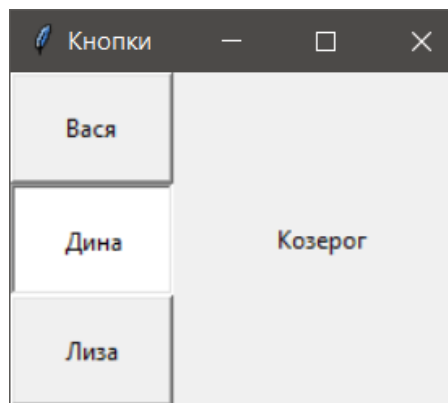 Кнопки
Вася
Дина
Козерог
Лиза